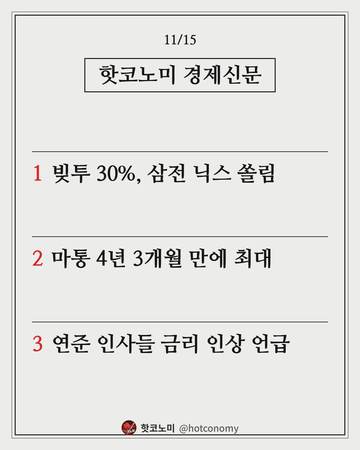 11/15
핫코노미 경제신문
1 빚투 30%, 삼전 닉스 쏠림
2 마통 4년 3개월 만에 최대
3 연준 인사들 금리 인상 언급
핫코노미 @hotconomy